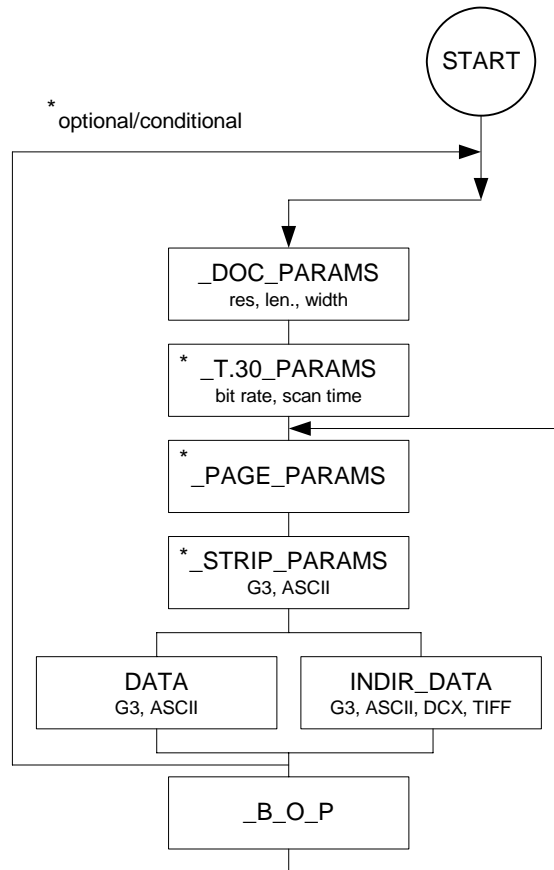 START
* optional/conditional
_DOC_PARAMS
res, len., width
* _T.30_PARAMS
bit rate, scan time
* _PAGE_PARAMS
* _STRIP_PARAMS
G3, ASCII
DATA
G3, ASCII
INDIR_DATA
G3, ASCII, DCX, TIFF
_B_O_P